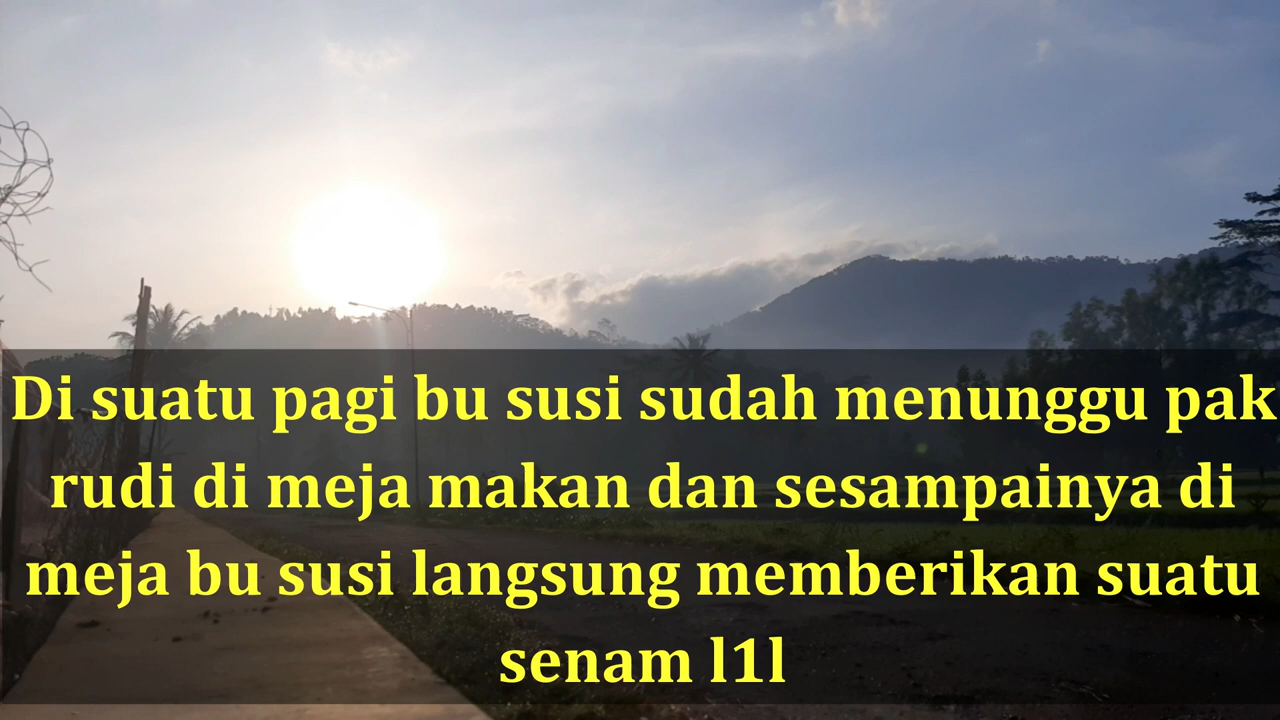 Di suatu pagi bu susi sudah menunggu pak
rudi di meja makan dan sesampainya di
meja bu susi langsung memberikan suatu
senam l1l